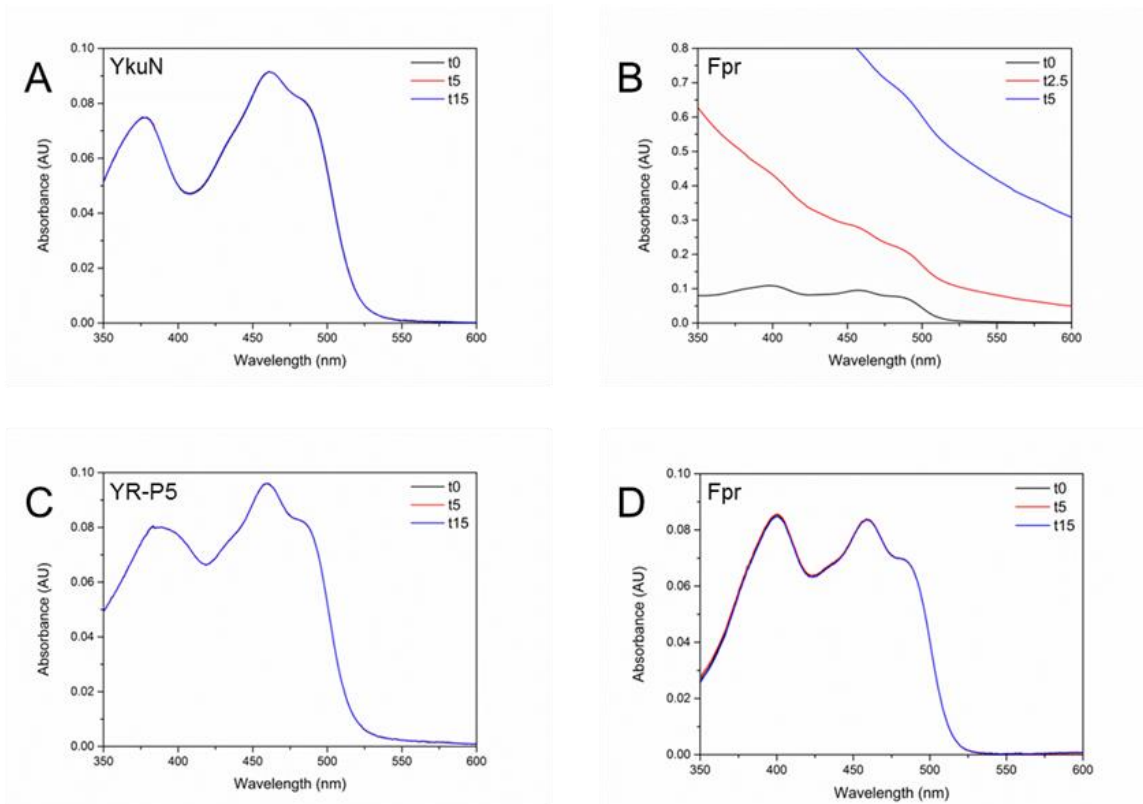 A
YkuN
t0
t5
t15
0.10
0.08
0.06
0.04
0.02
0.00
Absorbance (AU)
350 400 450 500 550 600
Wavelength (nm)
B
Fpr
t0
t2.5
t5
0.8
0.7
0.6
0.5
0.4
0.3
0.2
0.1
0.0
Absorbance (AU)
350 400 450 500 550 600
Wavelength (nm)
C
YR-P5
t0
t5
t15
0.10
0.08
0.06
0.04
0.02
0.00
Absorbance (AU)
350 400 450 500 550 600
Wavelength (nm)
D
Fpr
t0
t5
t15
0.10
0.08
0.06
0.04
0.02
0.00
Absorbance (AU)
350 400 450 500 550 600
Wavelength (nm)